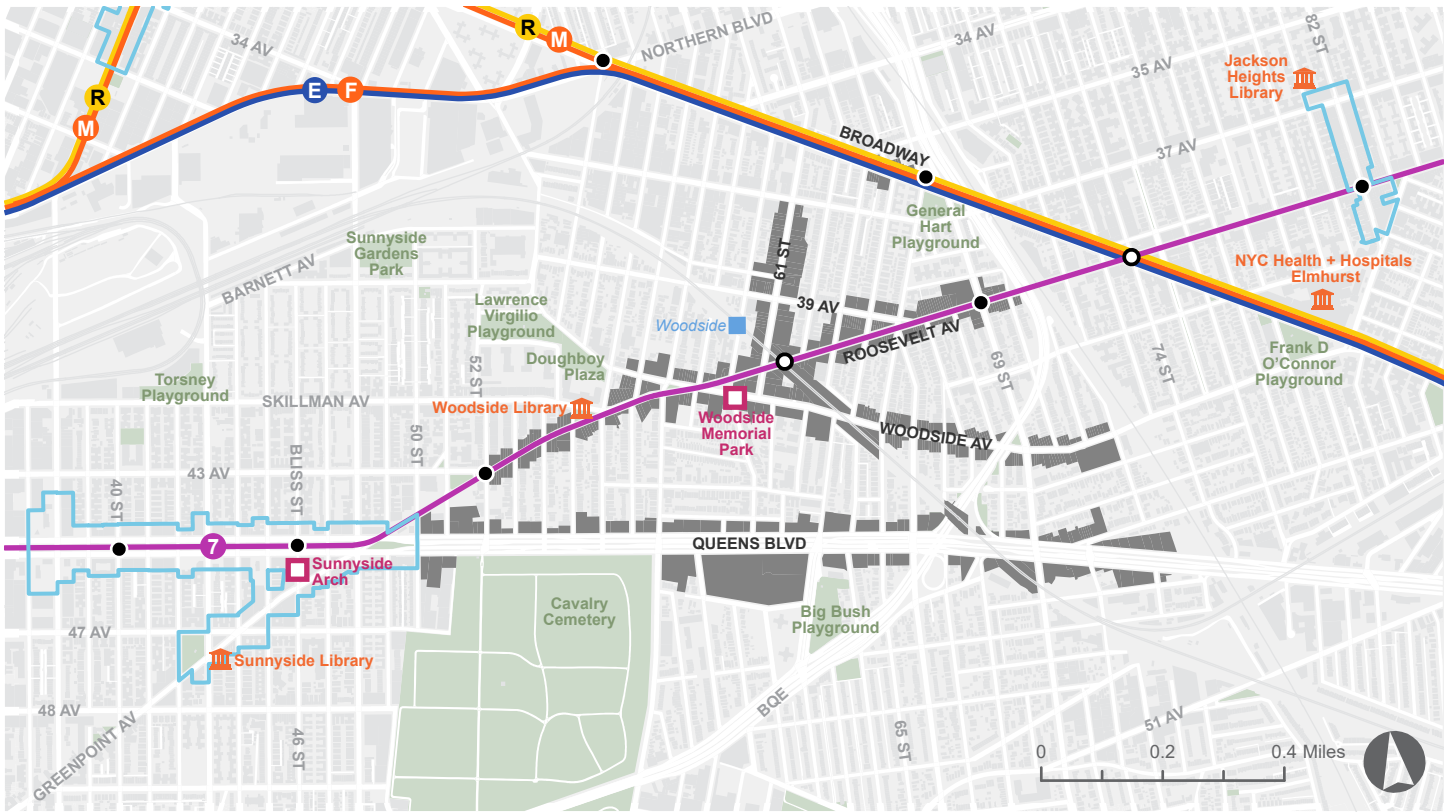 R
M
NORTHERN BLVD
34 AV
34 AV
82 ST
35 AV
Jackson
Heights
Library
E
F
R
M
BROADWAY
37 AV
General
Hart
Playground
Sunnyside
Gardens
Park
61 ST
NYC Health + Hospitals
Elmhurst
BARNETT AV
Lawrence
Virgilio
Playground
39 AV
Woodside
ROOSEVELT AV
Doughboy
Plaza
52 ST
69 ST
74 ST
Frank D
O'Connor
Playground
Torsney
Playground
SKILLMAN AV
Woodside Library
Woodside
Memorial
Park
WOODSIDE AV
50 ST
43 AV
BLISS ST
40 ST
7
QUEENS BLVD
Sunnyside
Arch
Cavalry
Cemetery
Big Bush
Playground
47 AV
Sunnyside Library
48 AV
GREENPOINT AV
46 ST
BQE
65 ST
51 AV
0 0.2 0.4 Miles